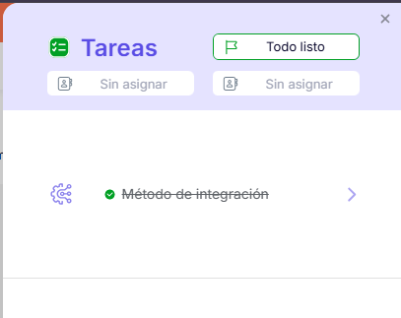 Tareas
Todo listo
Sin asignar
Sin asignar
Método de integración